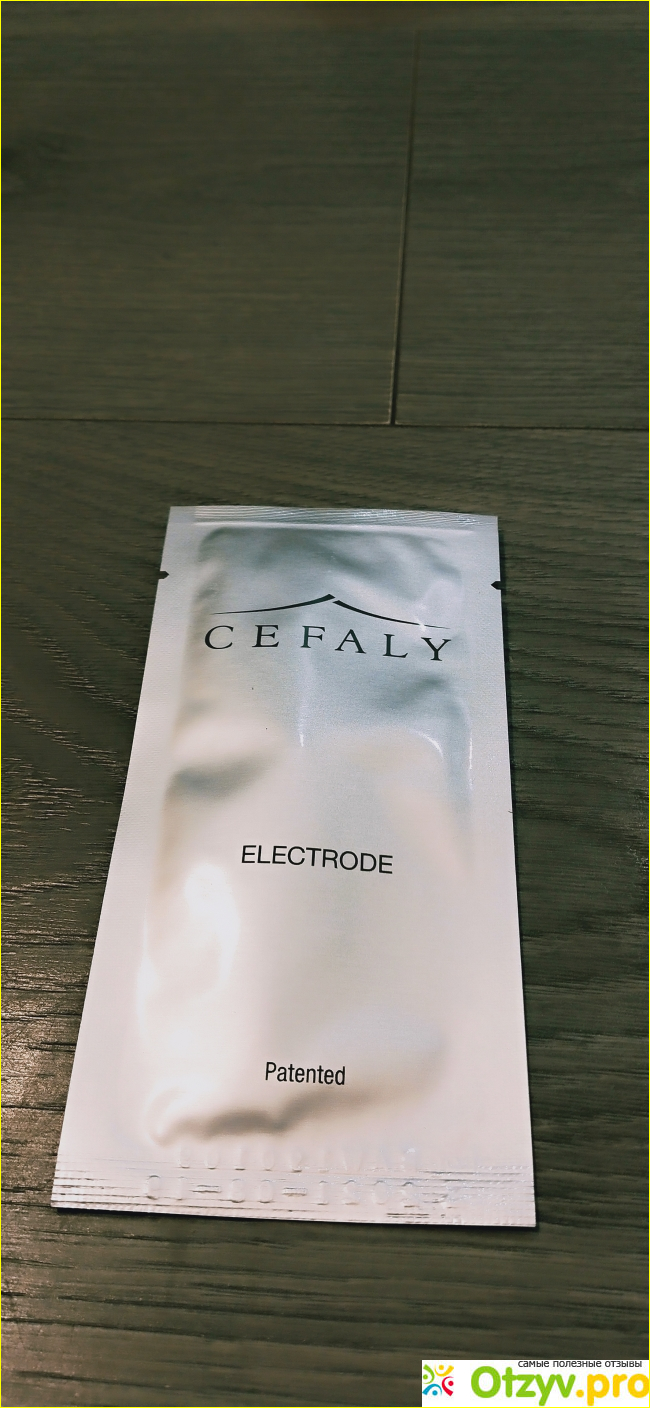 CEFALY
ELECTRODE
Patented
самые полезные отзывы
Otzyv.pro